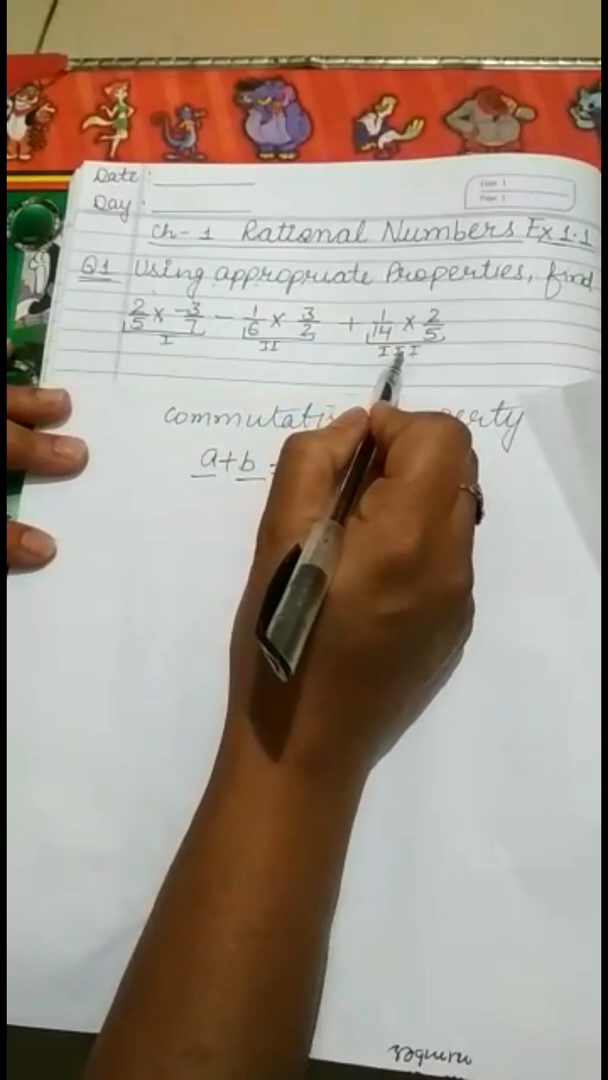 Date :
Day :
Ch - 1 Rational Numbers Ex 1.1
Q1 Using appropriate Properties, find
2/5 × -3/7 - 1/6 × 3/2 + 1/14 × 2/5
I II III
a+b